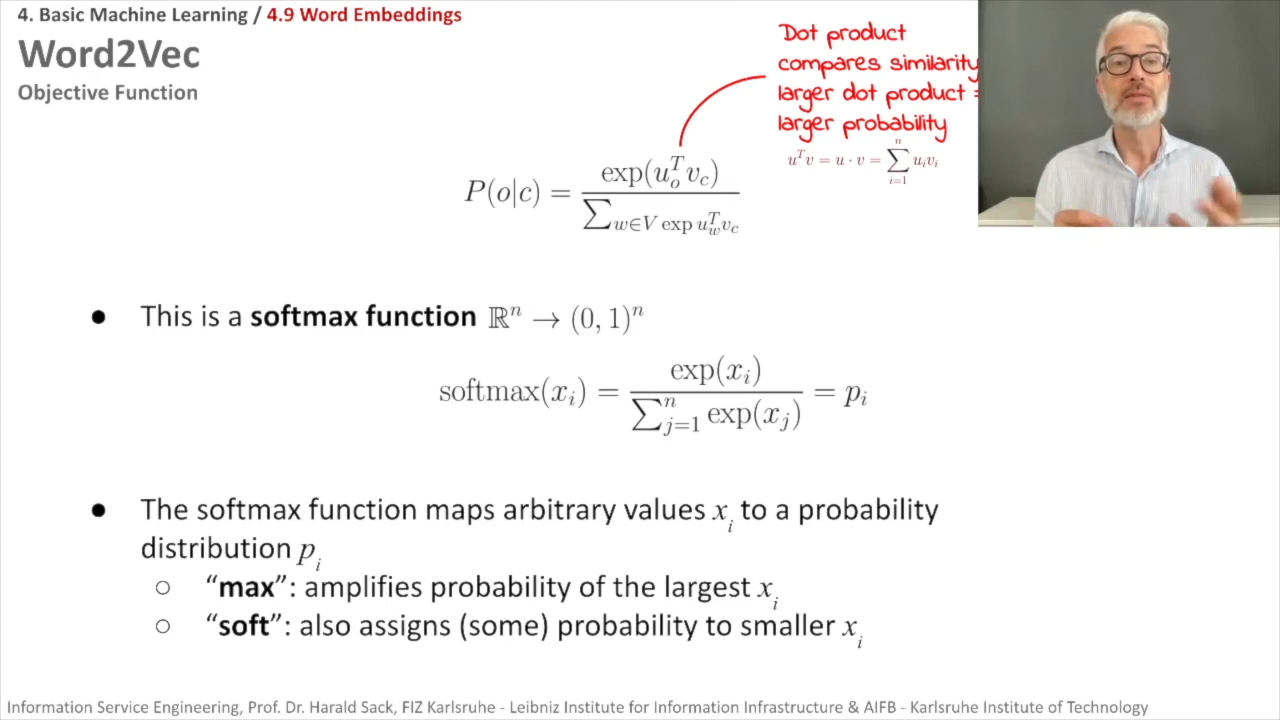 4. Basic Machine Learning / 4.9 Word Embeddings
Word2Vec
Objective Function
Dot product
compares similarity
larger dot product =
larger probability
u^T v = u · v = ∑_{i=1}^{n} u_i v_i
P(o|c) = exp(u_o^T v_c) / ∑_{w∈V} exp u_w^T v_c
● This is a softmax function ℝ^n → (0, 1)^n
softmax(x_i) = exp(x_i) / ∑_{j=1}^{n} exp(x_j) = p_i
● The softmax function maps arbitrary values x_i to a probability
distribution p_i
○ “max”: amplifies probability of the largest x_i
○ “soft”: also assigns (some) probability to smaller x_i
Information Service Engineering, Prof. Dr. Harald Sack, FIZ Karlsruhe - Leibniz Institute for Information Infrastructure & AIFB - Karlsruhe Institute of Technology